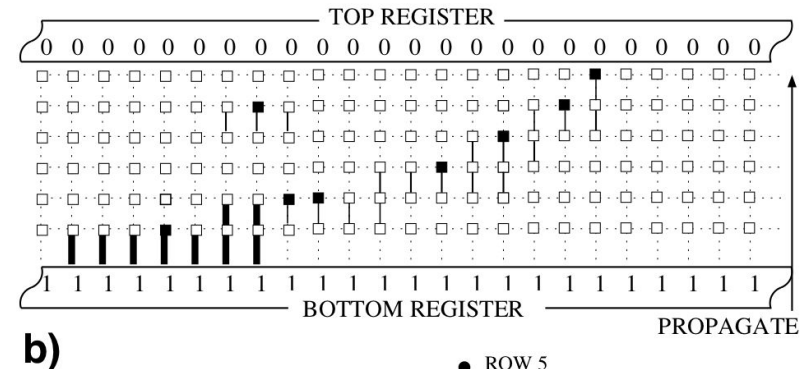 TOP REGISTER
0 0 0 0 0 0 0 0 0 0 0 0 0 0 0 0 0 0 0 0 0 0 0 0
1 1 1 1 1 1 1 1 1 1 1 1 1 1 1 1 1 1 1 1 1 1 1 1
BOTTOM REGISTER
PROPAGATE
b)
ROW 5